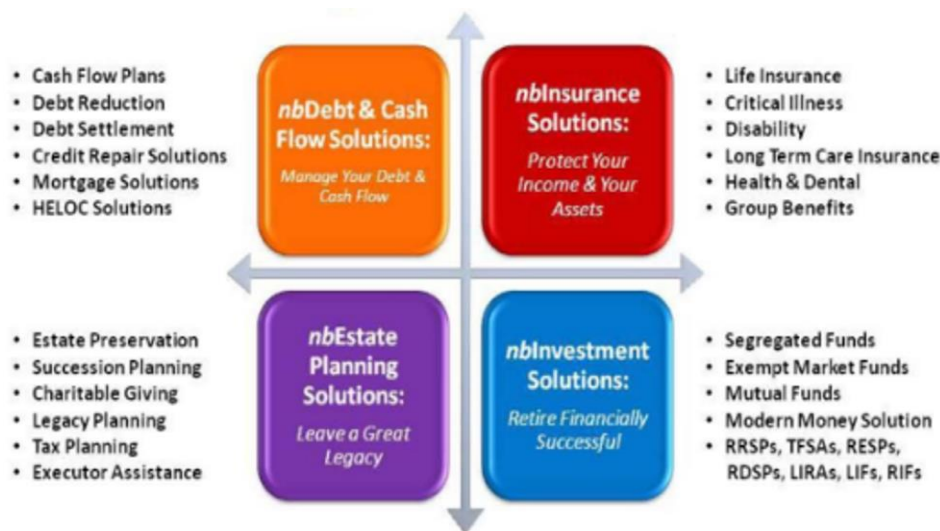 • Cash Flow Plans
• Debt Reduction
• Debt Settlement
• Credit Repair Solutions
• Mortgage Solutions
• HELOC Solutions
nbDebt & Cash
Flow Solutions:
Manage Your Debt &
Cash Flow
nbInsurance
Solutions:
Protect Your
Income & Your
Assets
• Life Insurance
• Critical Illness
• Disability
• Long Term Care Insurance
• Health & Dental
• Group Benefits
• Estate Preservation
• Succession Planning
• Charitable Giving
• Legacy Planning
• Tax Planning
• Executor Assistance
nbEstate
Planning
Solutions:
Leave a Great
Legacy
nbInvestment
Solutions:
Retire Financially
Successful
• Segregated Funds
• Exempt Market Funds
• Mutual Funds
• Modern Money Solution
• RRSPs, TFSAs, RESPs,
RDSPs, LIRAs, LIFs, RIFs